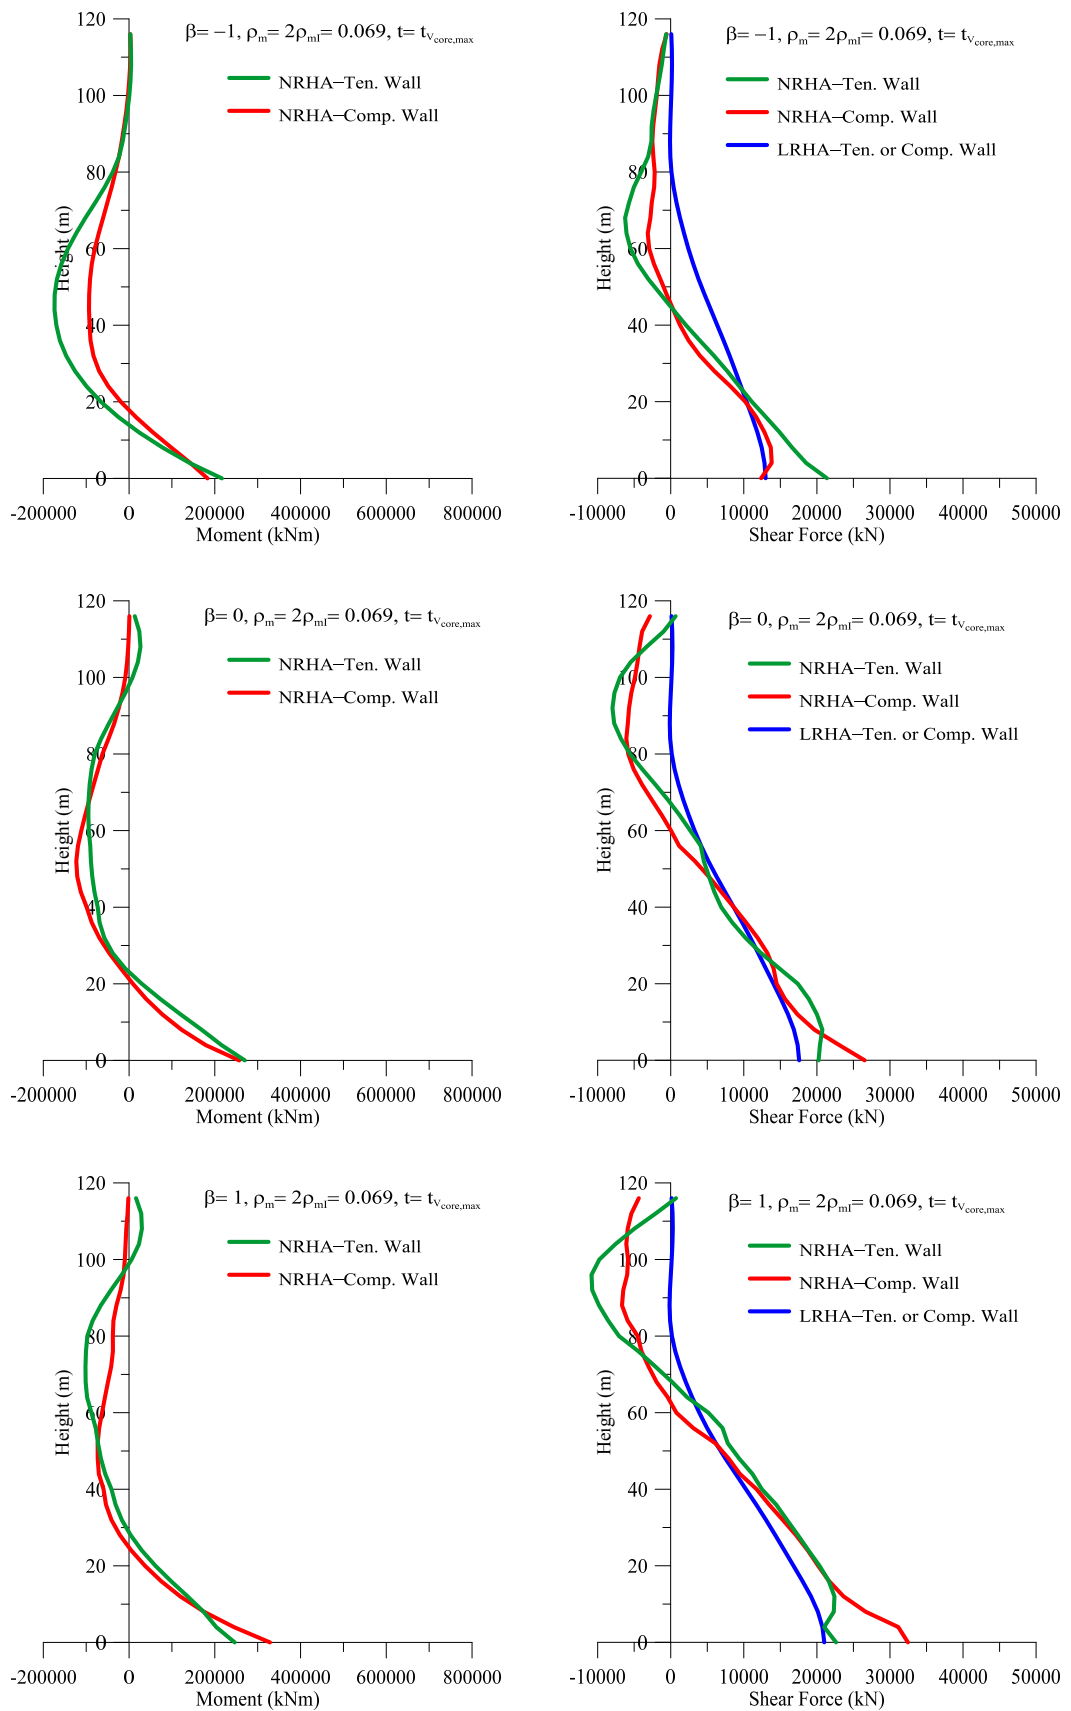 β= −1, ρm= 2ρmI= 0.069, t= tVcore,max
NRHA−Ten. Wall
NRHA−Comp. Wall
120
100
80
60
40
20
0
Height (m)
-200000 0 200000 400000 600000 800000
Moment (kNm)
β= −1, ρm= 2ρmI= 0.069, t= tVcore,max
NRHA−Ten. Wall
NRHA−Comp. Wall
LRHA−Ten. or Comp. Wall
120
100
80
60
40
20
0
Height (m)
-10000 0 10000 20000 30000 40000 50000
Shear Force (kN)
β= 0, ρm= 2ρmI= 0.069, t= tVcore,max
NRHA−Ten. Wall
NRHA−Comp. Wall
120
100
80
60
40
20
0
Height (m)
-200000 0 200000 400000 600000 800000
Moment (kNm)
β= 0, ρm= 2ρmI= 0.069, t= tVcore,max
NRHA−Ten. Wall
NRHA−Comp. Wall
LRHA−Ten. or Comp. Wall
120
100
80
60
40
20
0
Height (m)
-10000 0 10000 20000 30000 40000 50000
Shear Force (kN)
β= 1, ρm= 2ρmI= 0.069, t= tVcore,max
NRHA−Ten. Wall
NRHA−Comp. Wall
120
100
80
60
40
20
0
Height (m)
-200000 0 200000 400000 600000 800000
Moment (kNm)
β= 1, ρm= 2ρmI= 0.069, t= tVcore,max
NRHA−Ten. Wall
NRHA−Comp. Wall
LRHA−Ten. or Comp. Wall
120
100
80
60
40
20
0
Height (m)
-10000 0 10000 20000 30000 40000 50000
Shear Force (kN)